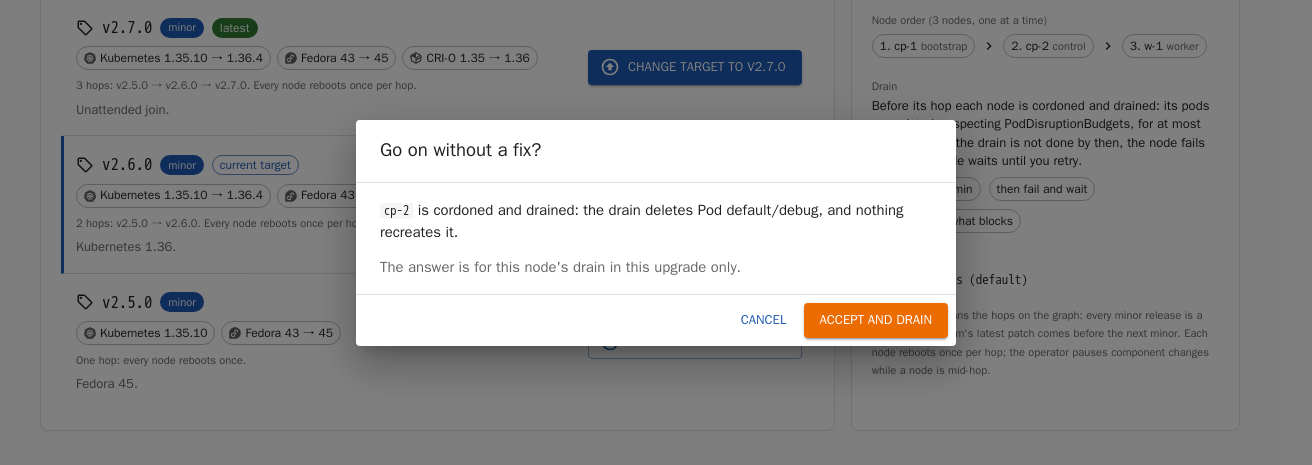 v2.7.0 minor latest
Kubernetes 1.35.10 → 1.36.4 Fedora 43 → 45 CRI-O 1.35 → 1.36
3 hops: v2.5.0 → v2.6.0 → v2.7.0. Every node reboots once per hop.
Unattended join.
CHANGE TARGET TO V2.7.0
v2.6.0 minor current target
Kubernetes 1.35.10 → 1.36.4 Fedora 43
2 hops: v2.5.0 → v2.6.0. Every node reboots once per
Kubernetes 1.36.
v2.5.0 minor
Kubernetes 1.35.10 Fedora 43 → 45
One hop: every node reboots once.
Fedora 45.
Node order (3 nodes, one at a time)
1. cp-1 bootstrap 2. cp-2 control 3. w-1 worker
Drain
Before its hop each node is cordoned and drained: its pods
PodDisruptionBudgets, for at most
the drain is not done by then, the node fails
waits until you retry.
then fail and wait
what blocks
(default)
the hops on the graph: every minor release is a
latest patch comes before the next minor. Each
node reboots once per hop; the operator pauses component changes
while a node is mid-hop.
Go on without a fix?
cp-2 is cordoned and drained: the drain deletes Pod default/debug, and nothing
recreates it.
The answer is for this node's drain in this upgrade only.
CANCEL ACCEPT AND DRAIN